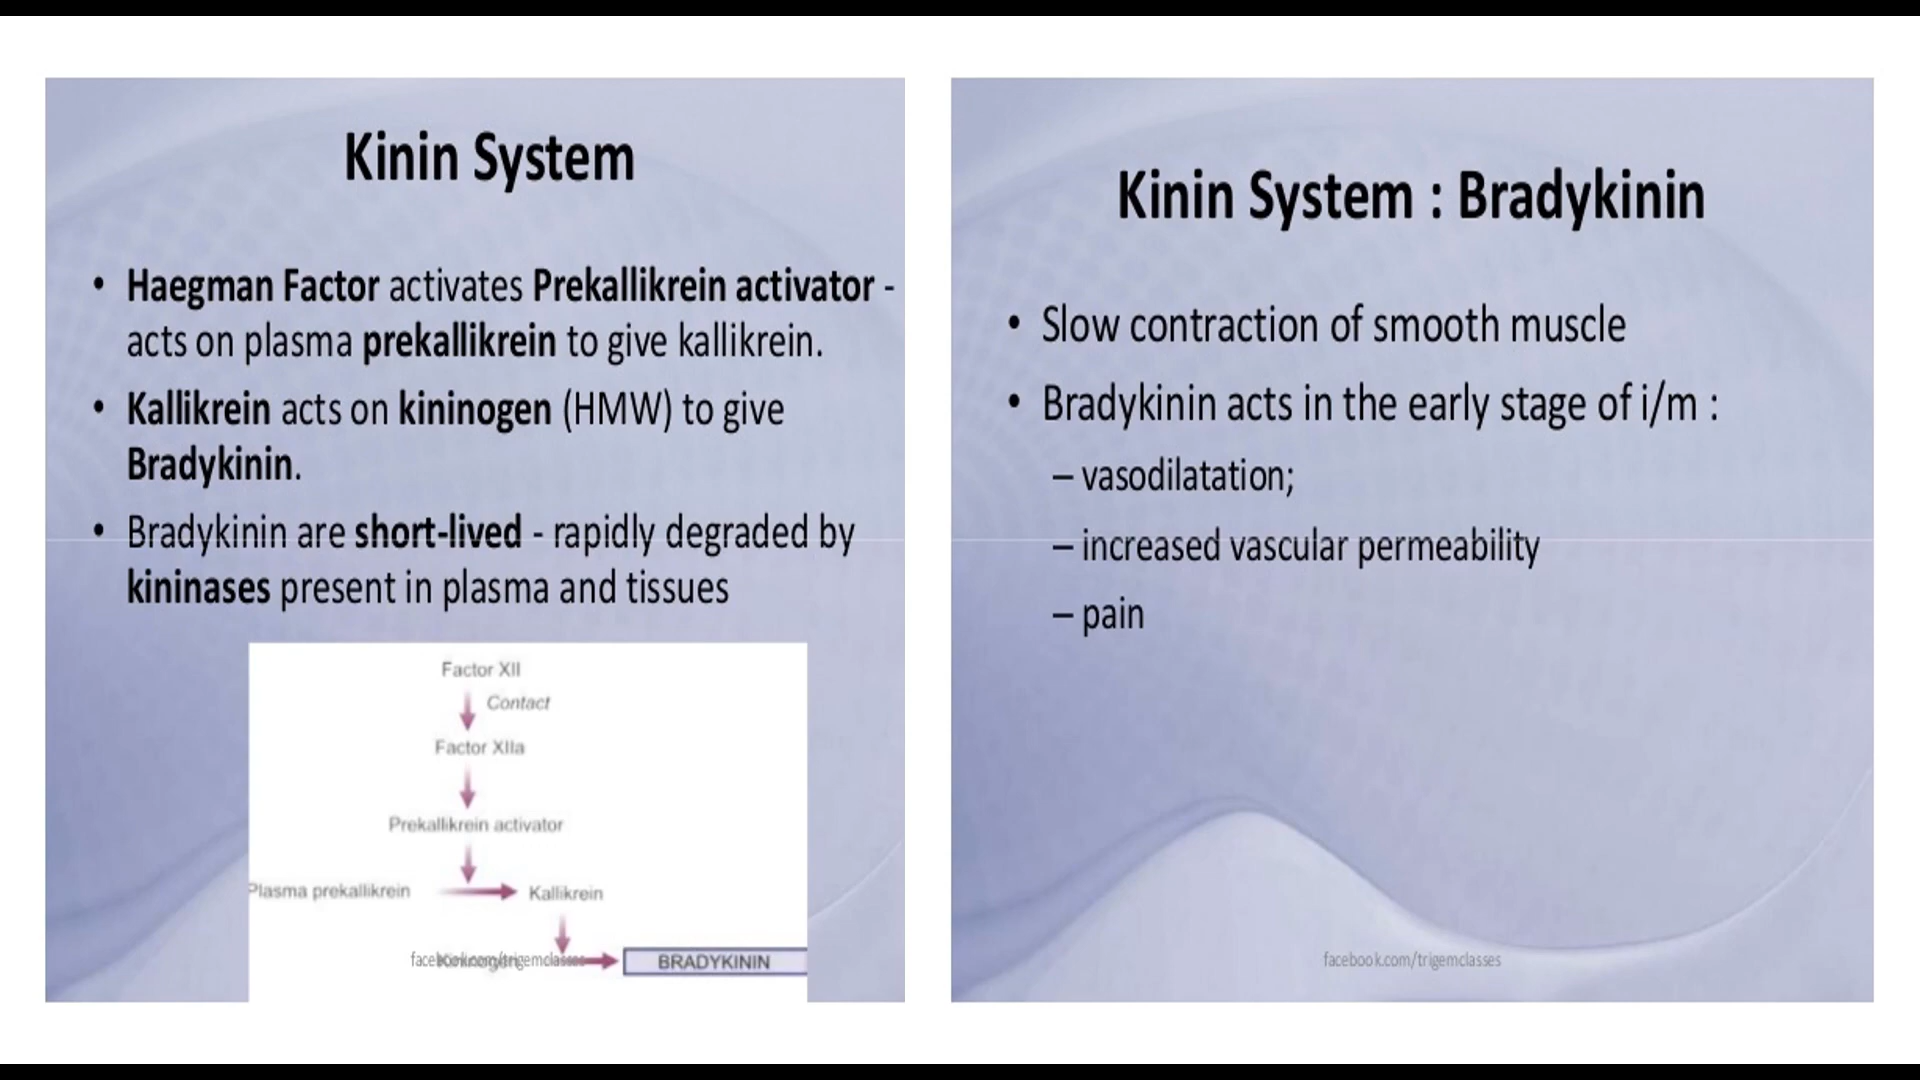 Kinin System
• Haegman Factor activates Prekallikrein activator -
acts on plasma prekallikrein to give kallikrein.
• Kallikrein acts on kininogen (HMW) to give
Bradykinin.
• Bradykinin are short-lived - rapidly degraded by
kininases present in plasma and tissues
Factor XII
Contact
Factor XIIa
Prekallikrein activator
Plasma prekallikrein
Kallikrein
facebook.com/trigemclasses
BRADYKININ
Kinin System : Bradykinin
• Slow contraction of smooth muscle
• Bradykinin acts in the early stage of i/m :
– vasodilatation;
– increased vascular permeability
– pain
facebook.com/trigemclasses